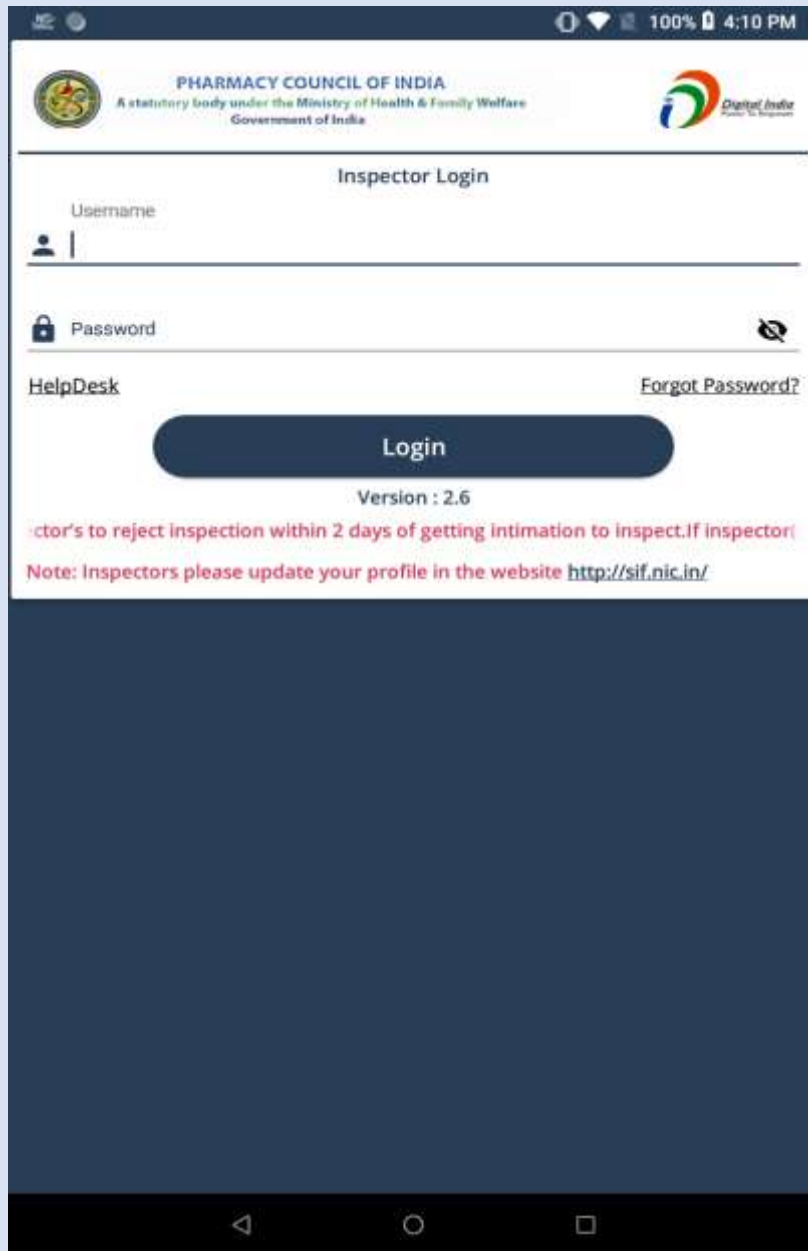 100% 4:10 PM
PHARMACY COUNCIL OF INDIA
A statutory body under the Ministry of Health & Family Welfare
Government of India
Digital India
Power To Empower
Inspector Login
Username
Password
HelpDesk Forgot Password?
Login
Version : 2.6
ctor's to reject inspection within 2 days of getting intimation to inspect.If inspector(
Note: Inspectors please update your profile in the website http://sif.nic.in/